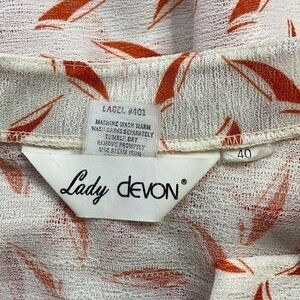 LABEL #401
MACHINE WASH WARM
WASH DARKS SEPARATELY
TUMBLE DRY
REMOVE PROMPTLY
USE STEAM IRON
Lady DEVON®
40